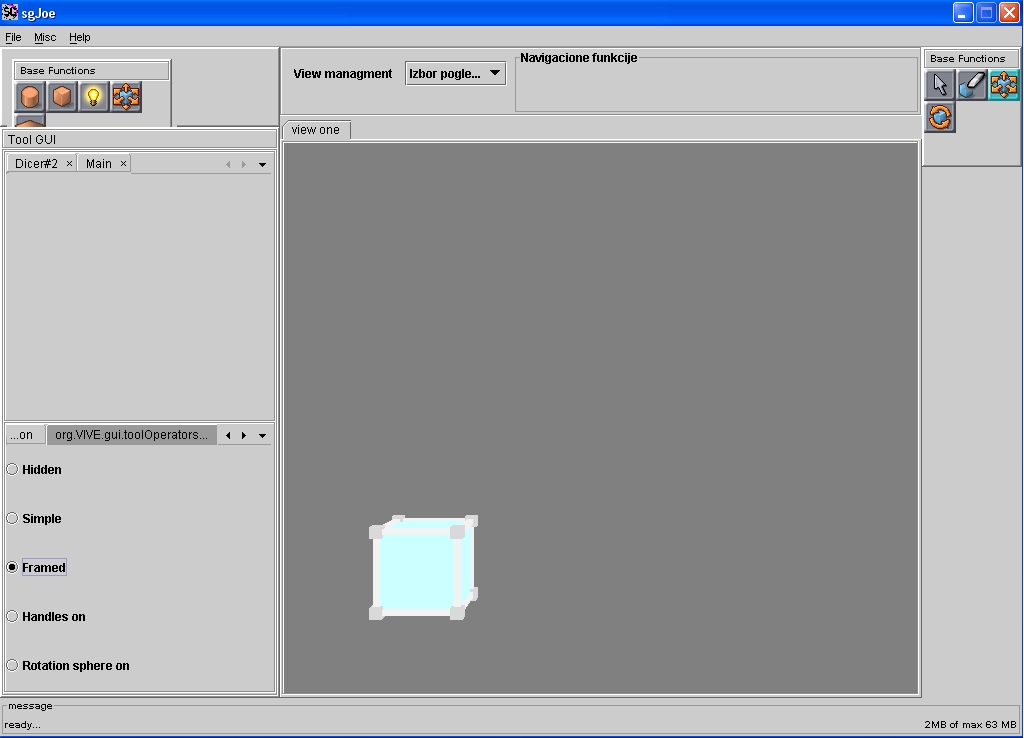 sgJoe
File Misc Help
Base Functions
View managment
Izbor pogle...
Navigacione funkcije
Base Functions
Tool GUI
view one
Dicer#2 × Main ×
...on org.VIVE.gui.toolOperators...
Hidden
Simple
Framed
Handles on
Rotation sphere on
message
ready...
2MB of max 63 MB